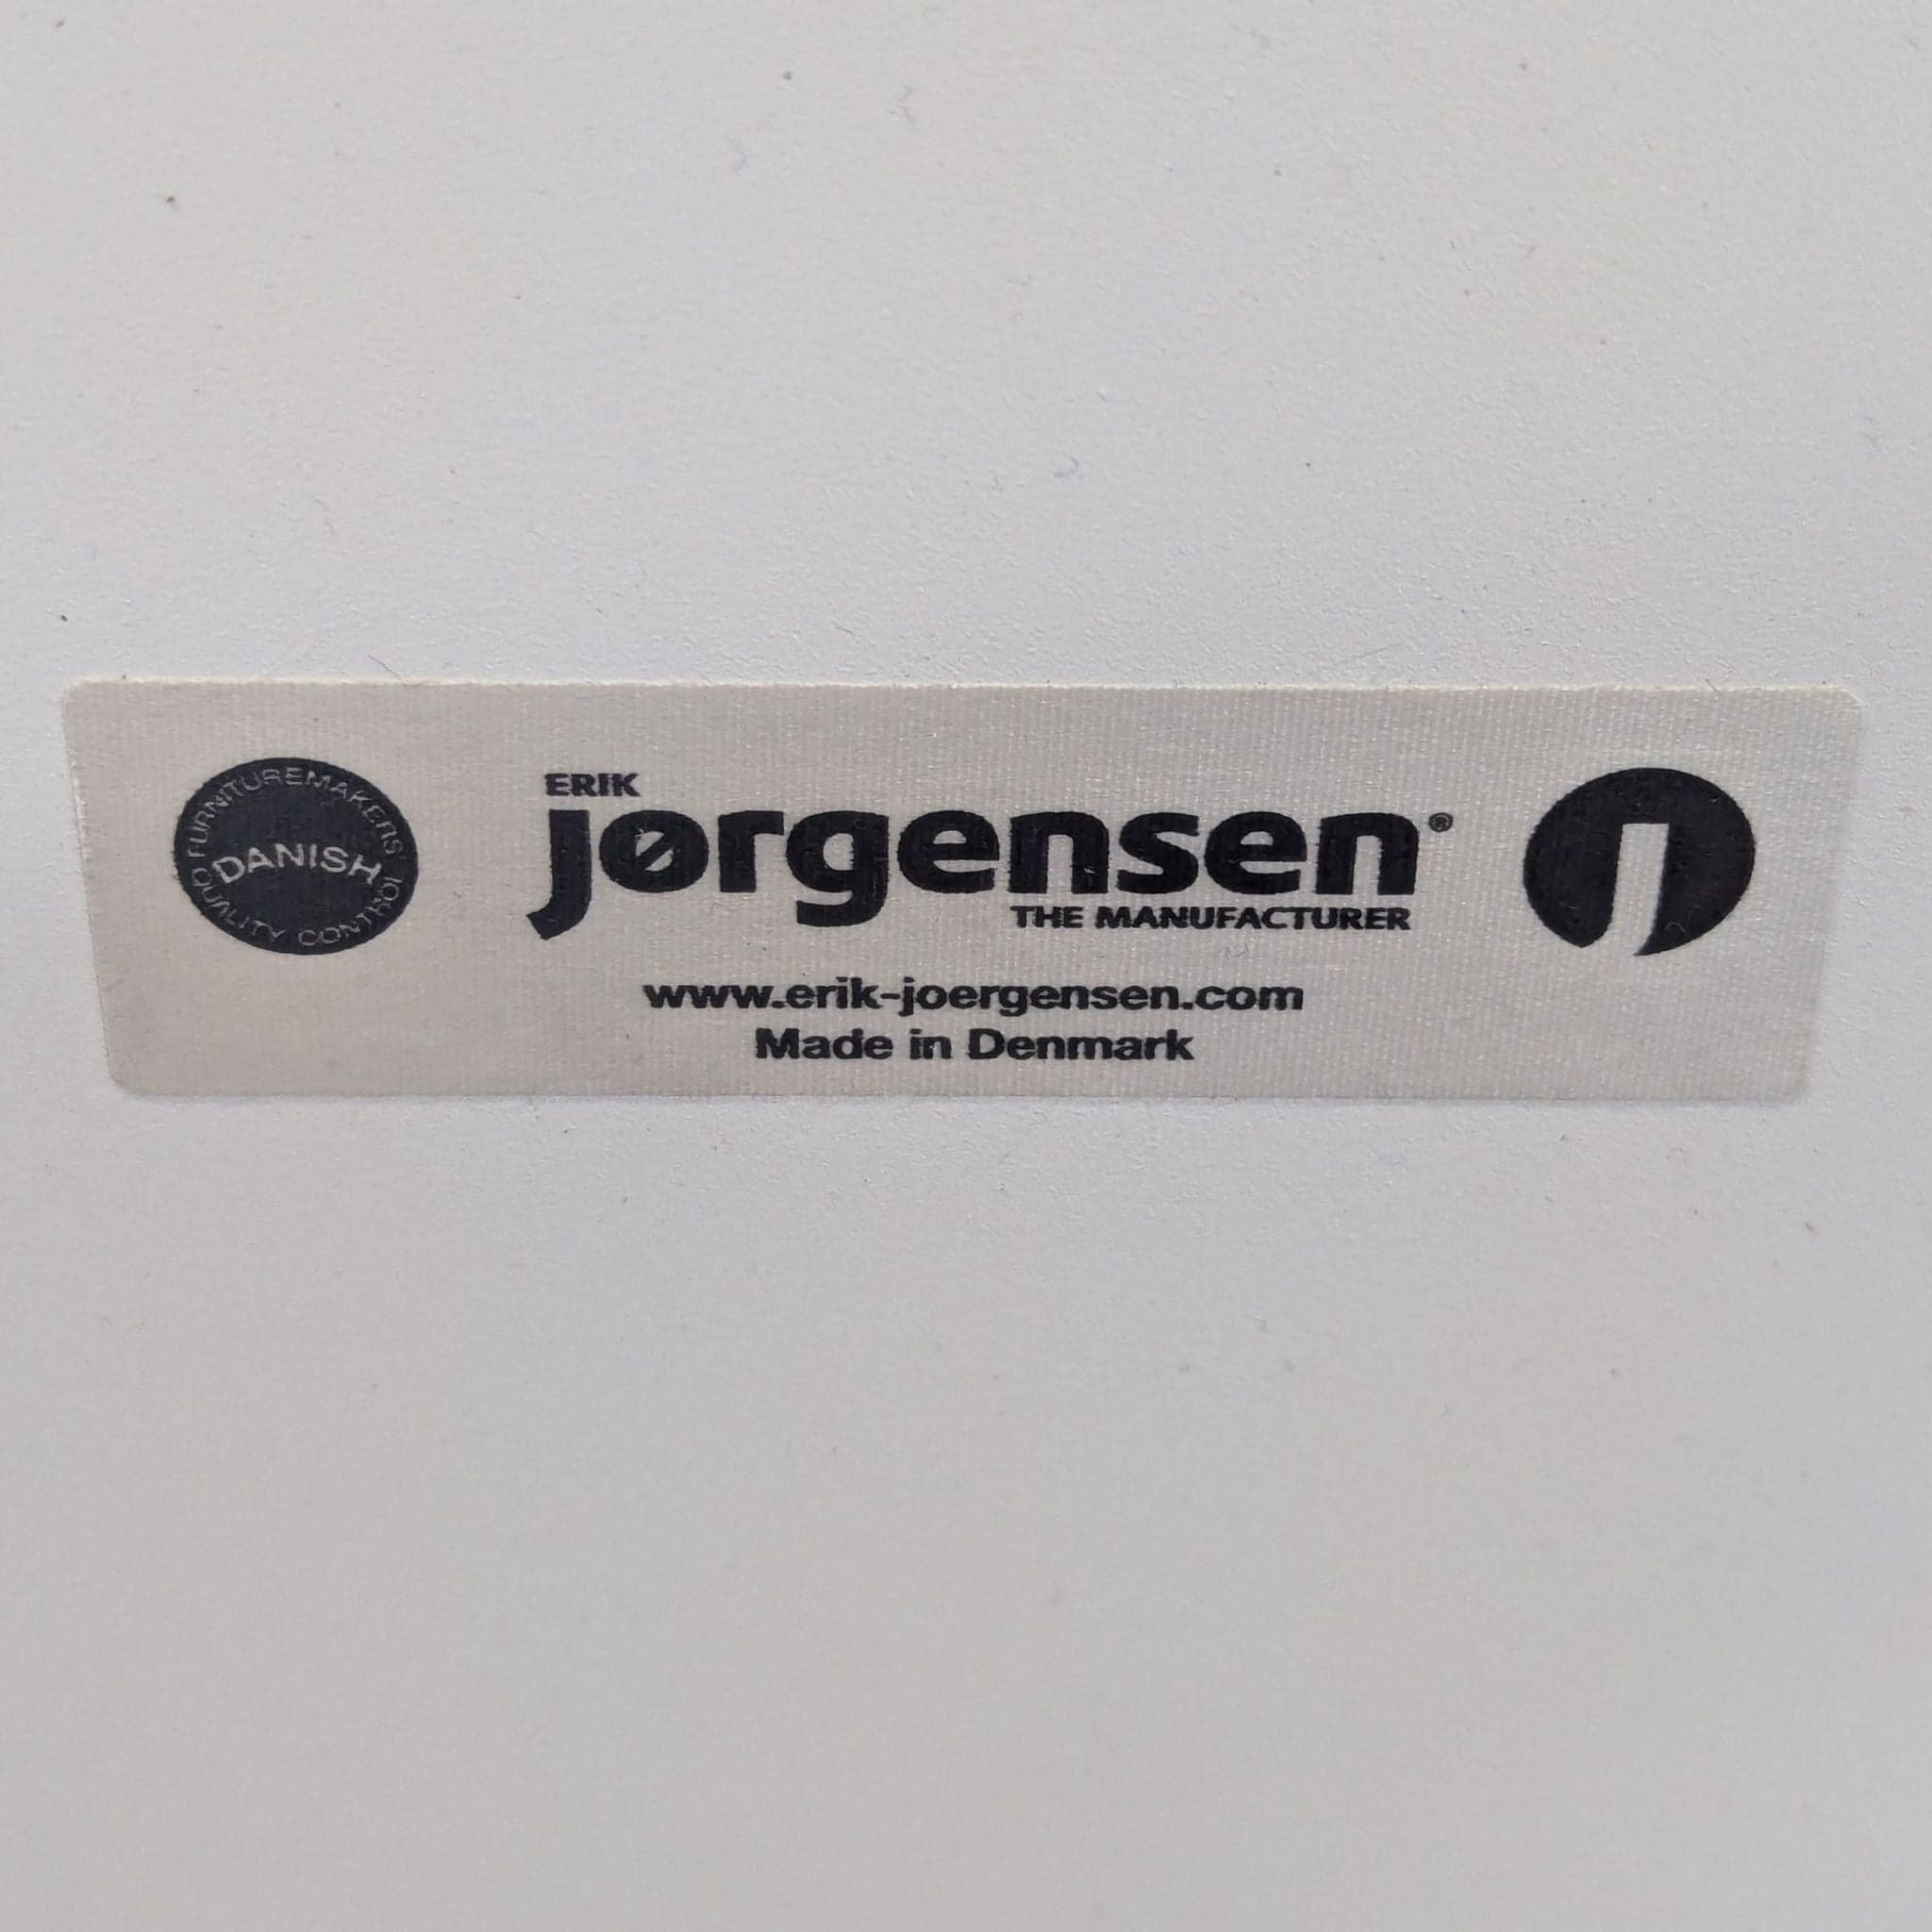 FURNITUREMAKERS'
DANISH
QUALITY CONTROL
ERIK
jørgensen®
THE MANUFACTURER
www.erik-joergensen.com
Made in Denmark